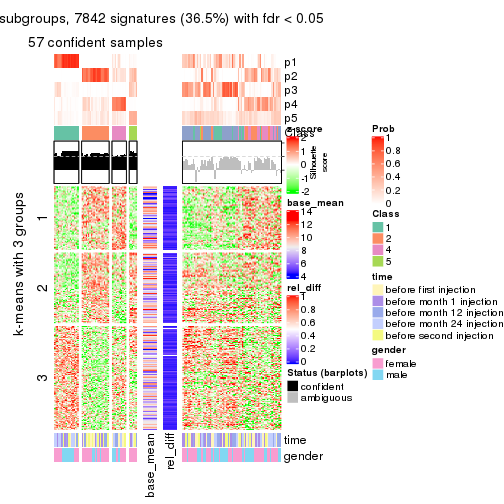 subgroups, 7842 signatures (36.5%) with fdr < 0.05
57 confident samples
p1
p2
p3
p4
p5
Class
Silhouette
score
k-means with 3 groups
1
2
3
time
gender
base_mean
rel_diff
z-score
2
1
0
-1
-2
base_mean
14
12
10
8
6
4
rel_diff
1
0.8
0.6
0.4
0.2
0
Status (barplots)
confident
ambiguous
Prob
1
0.8
0.6
0.4
0.2
0
Class
1
2
4
5
time
before first injection
before month 1 injection
before month 12 injection
before month 24 injection
before second injection
gender
female
male